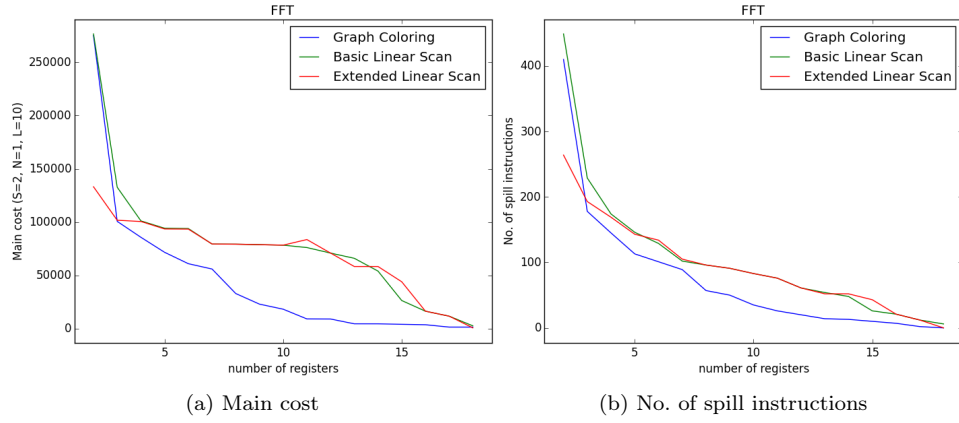 FFT
Graph Coloring
Basic Linear Scan
Extended Linear Scan
250000
200000
150000
100000
50000
0
Main cost (S=2, N=1, L=10)
5
10
15
number of registers
(a) Main cost
FFT
Graph Coloring
Basic Linear Scan
Extended Linear Scan
400
300
200
100
0
No. of spill instructions
5
10
15
number of registers
(b) No. of spill instructions